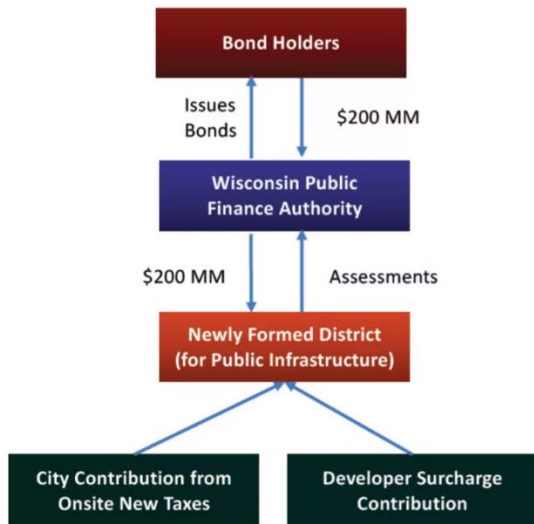 Bond Holders
Issues
Bonds
$200 MM
Wisconsin Public
Finance Authority
$200 MM
Assessments
Newly Formed District
(for Public Infrastructure)
City Contribution from
Onsite New Taxes
Developer Surcharge
Contribution